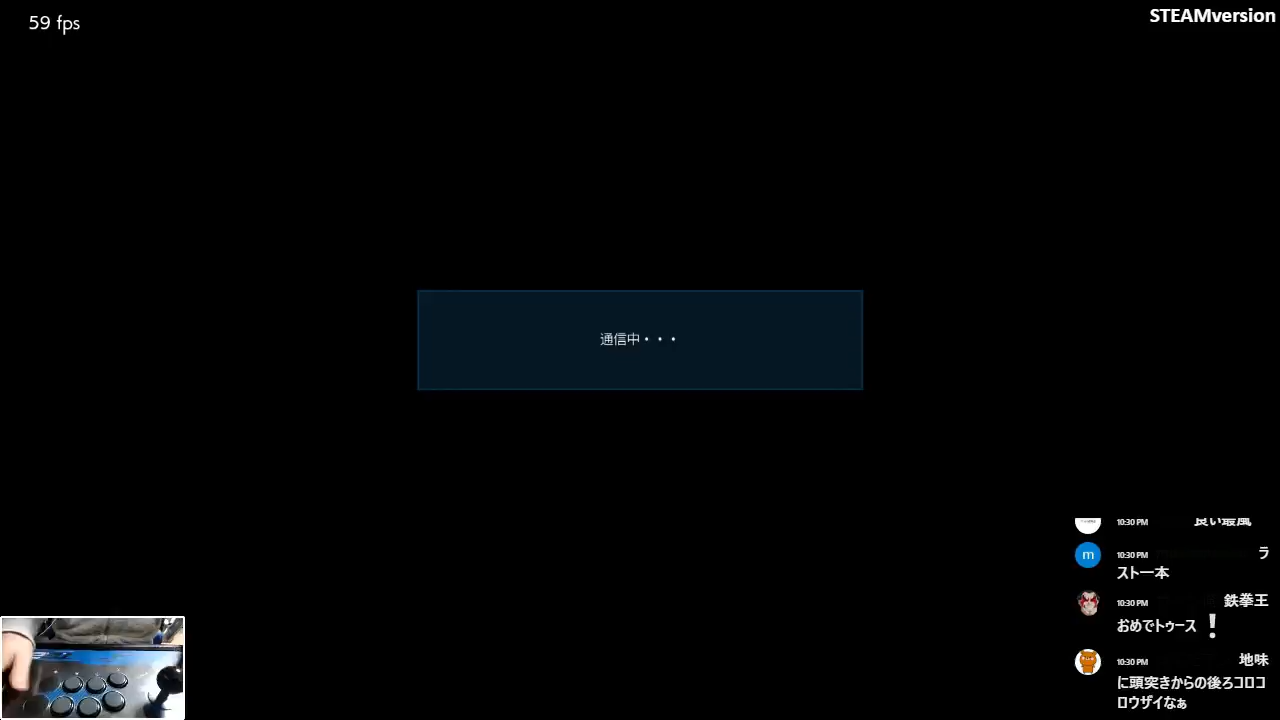 59 fps
STEAMversion
通信中・・・
10:30 PM
10:30 PM ラ
スト一本
10:30 PM 鉄拳王
おめでトゥース ❗
m
10:30 PM 地味
に頭突きからの後ろコロコ
ロウザイなぁ